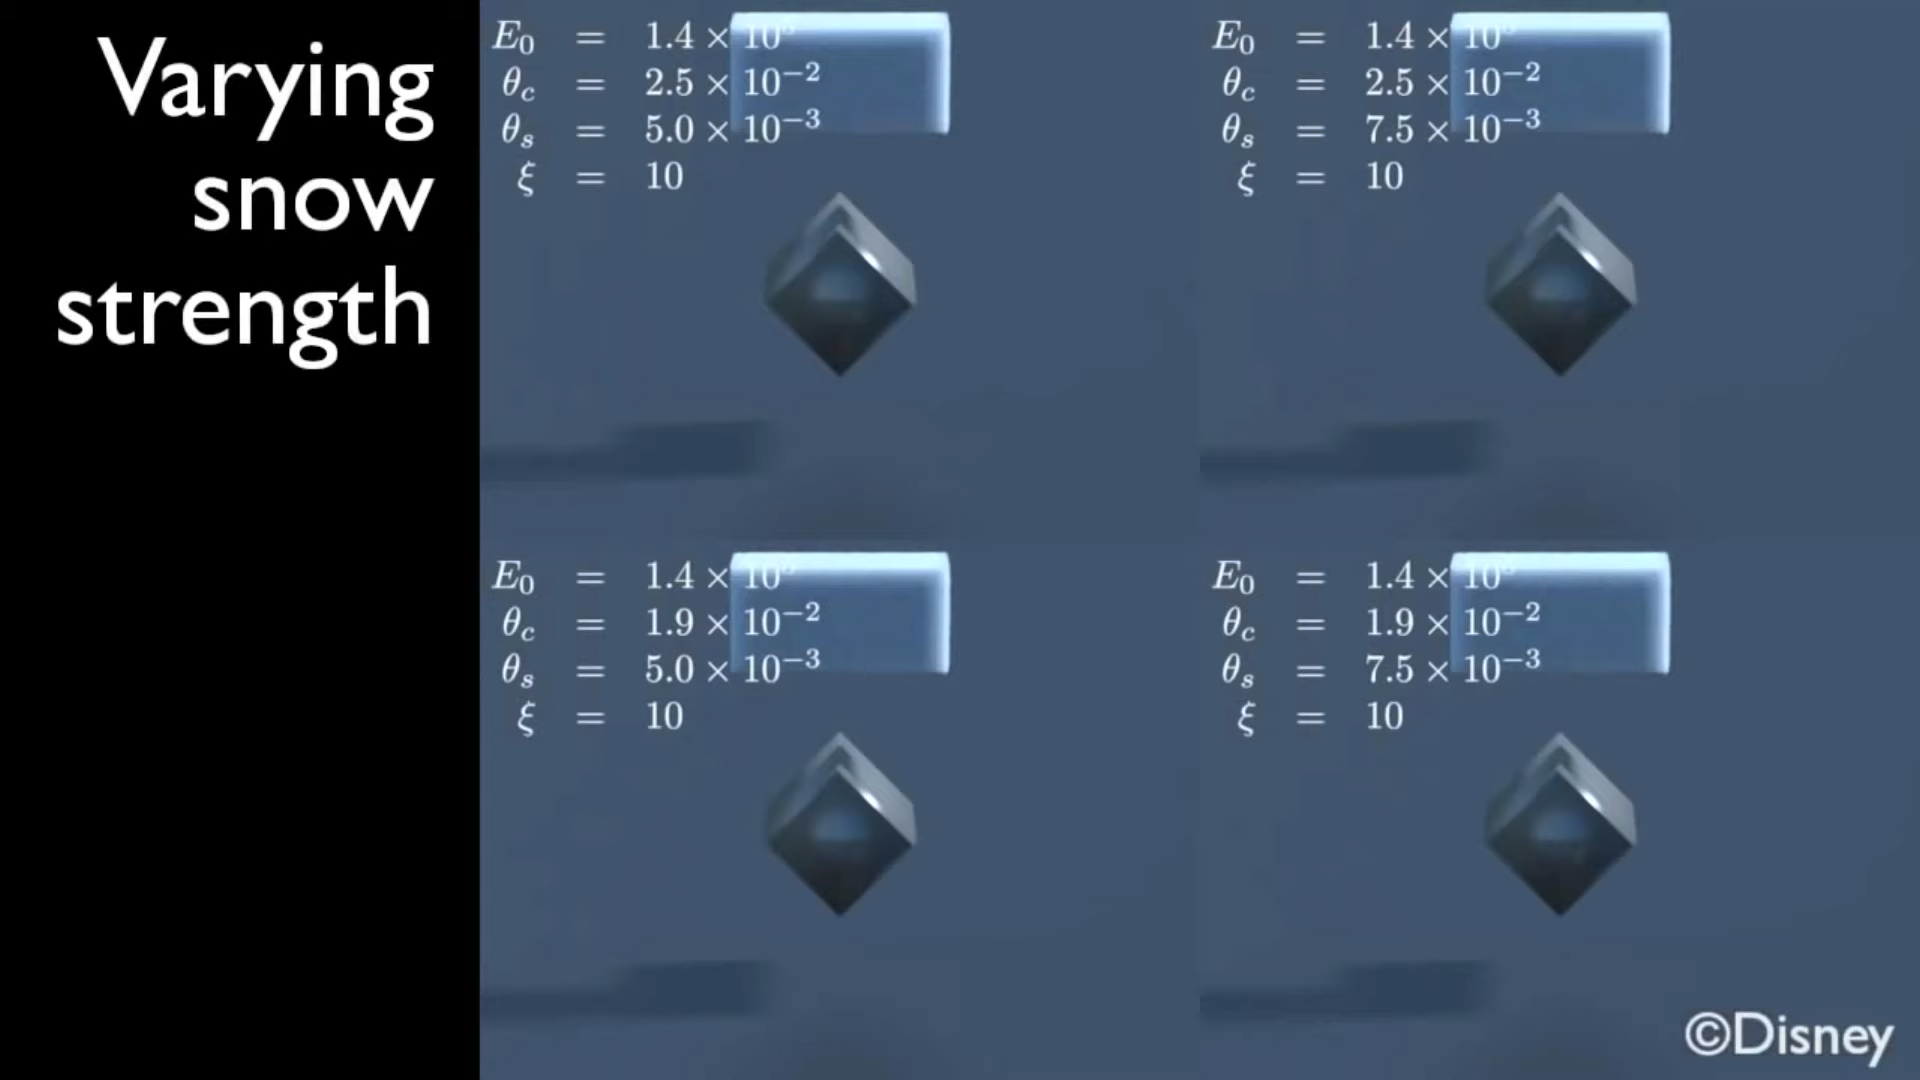 Varying
snow
strength
E₀ = 1.4 ×
θc = 2.5 × 10⁻²
θs = 5.0 × 10⁻³
ξ = 10
E₀ = 1.4 ×
θc = 2.5 × 10⁻²
θs = 7.5 × 10⁻³
ξ = 10
E₀ = 1.4 ×
θc = 1.9 × 10⁻²
θs = 5.0 × 10⁻³
ξ = 10
E₀ = 1.4 ×
θc = 1.9 × 10⁻²
θs = 7.5 × 10⁻³
ξ = 10
©Disney